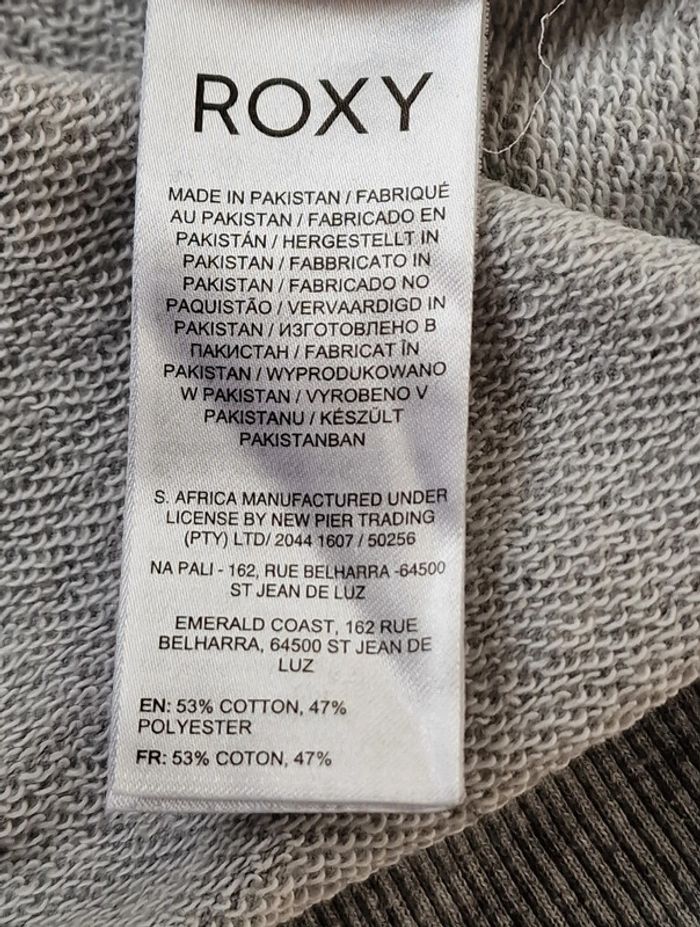 ROXY
MADE IN PAKISTAN / FABRIQUÉ
AU PAKISTAN / FABRICADO EN
PAKISTÁN / HERGESTELLT IN
PAKISTAN / FABBRICATO IN
PAKISTAN / FABRICADO NO
PAQUISTÃO / VERVAARDIGD IN
PAKISTAN / ИЗГОТОВЛЕНО В
ПАКИСТАН / FABRICAT ÎN
PAKISTAN / WYPRODUKOWANO
W PAKISTAN / VYROBENO V
PAKISTANU / KÉSZÜLT
PAKISTANBAN
S. AFRICA MANUFACTURED UNDER
LICENSE BY NEW PIER TRADING
(PTY) LTD/ 2044 1607 / 50256
NA PALI - 162, RUE BELHARRA -64500
ST JEAN DE LUZ
EMERALD COAST, 162 RUE
BELHARRA, 64500 ST JEAN DE
LUZ
EN: 53% COTTON, 47%
POLYESTER
FR: 53% COTON, 47%